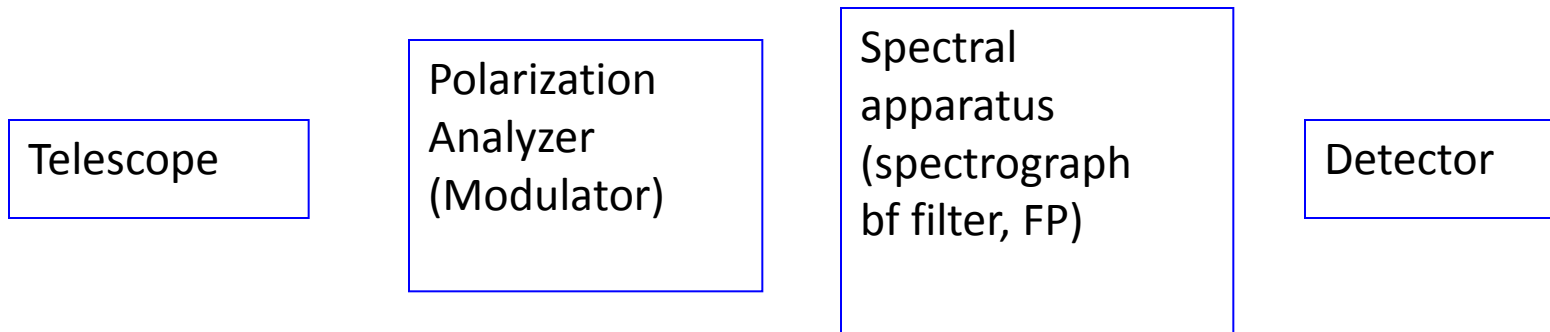 Telescope
Polarization
Analyzer
(Modulator)
Spectral
apparatus
(spectrograph
bf filter, FP)
Detector